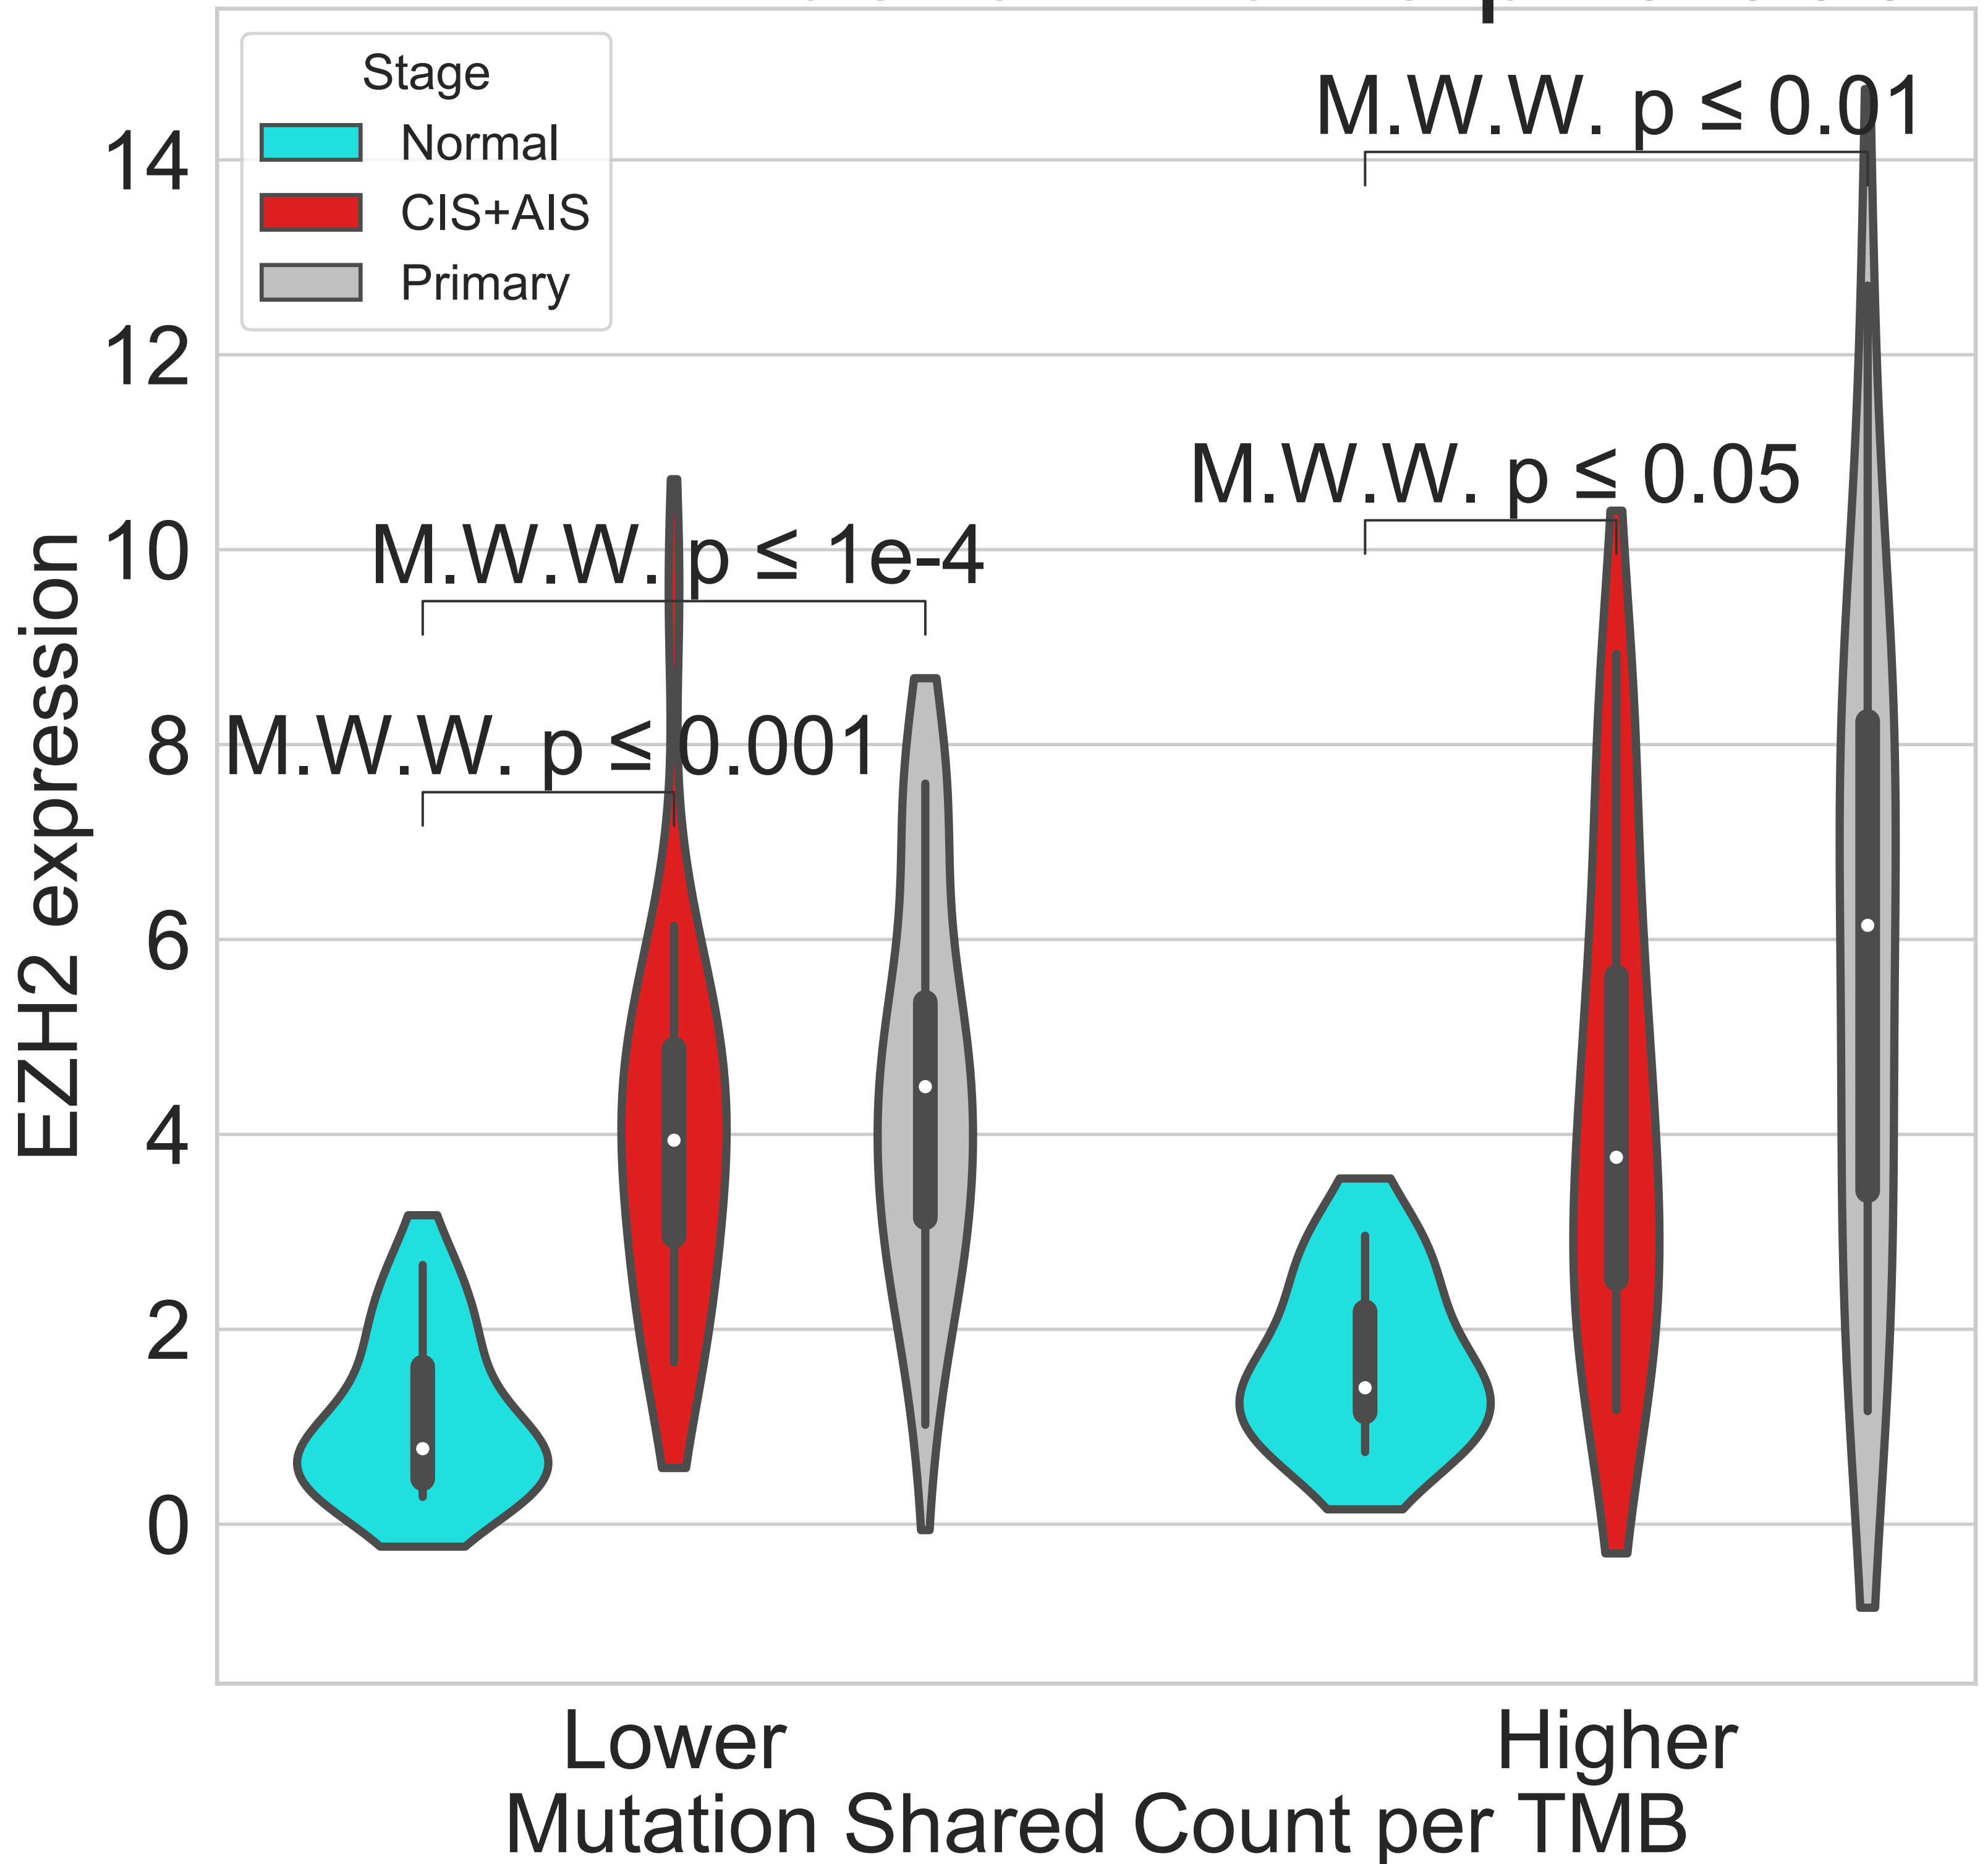 Stage
Normal
CIS+AIS
Primary
M.W.W. p ≤ 0.01
M.W.W. p ≤ 0.05
M.W.W. p ≤ 1e-4
M.W.W. p ≤ 0.001
14
12
10
8
6
4
2
0
EZH2 expression
Lower
Higher
Mutation Shared Count per TMB